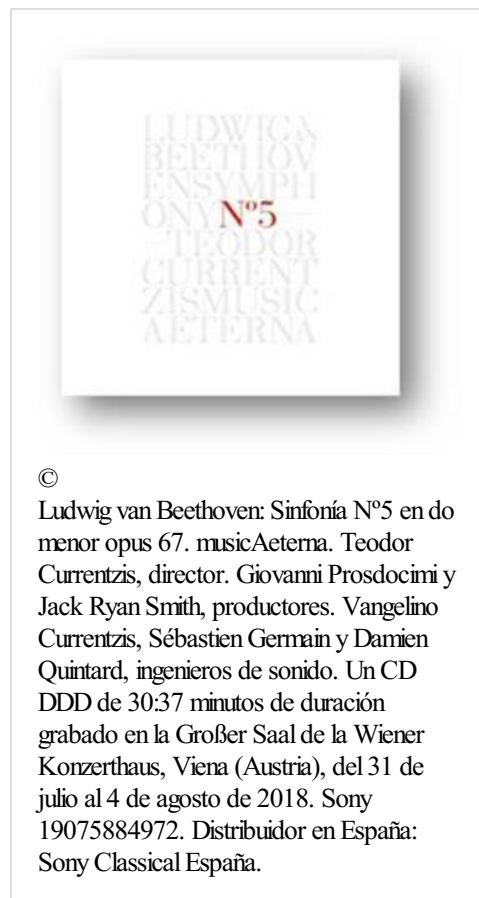 LUDWIG &
BEETHOV
ENSYMPH
ONY Nº5 —
—TEODOR
CURRENT
ZISMUSIC
AETERNA
©
Ludwig van Beethoven: Sinfonía Nº5 en do
menor opus 67. musicAeterna. Teodor
Currentzis, director. Giovanni Prosdocimi y
Jack Ryan Smith, productores. Vangelino
Currentzis, Sébastien Germain y Damien
Quintard, ingenieros de sonido. Un CD
DDD de 30:37 minutos de duración
grabado en la Großer Saal de la Wiener
Konzerthaus, Viena (Austria), del 31 de
julio al 4 de agosto de 2018. Sony
19075884972. Distribuidor en España:
Sony Classical España.